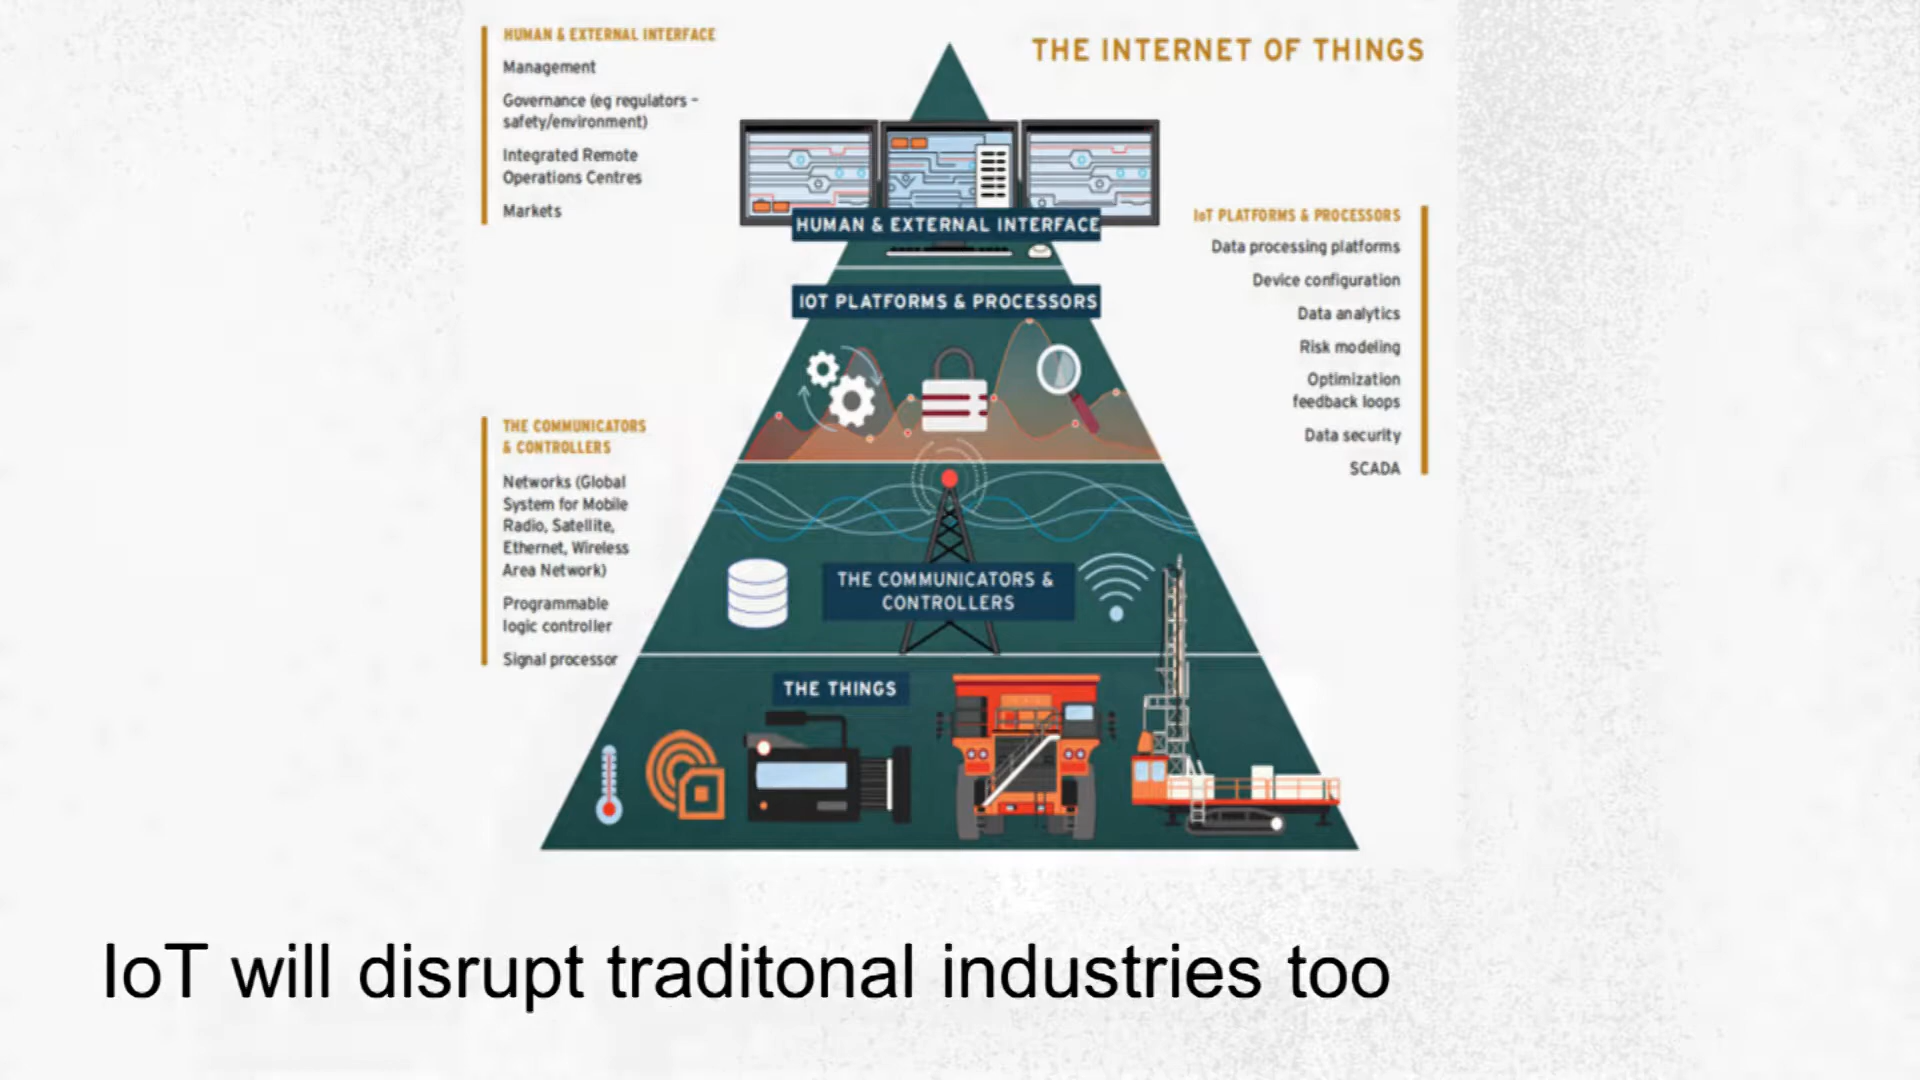 HUMAN & EXTERNAL INTERFACE
Management
Governance (eg regulators –
safety/environment)
Integrated Remote
Operations Centres
Markets
THE INTERNET OF THINGS
HUMAN & EXTERNAL INTERFACE
IoT PLATFORMS & PROCESSORS
Data processing platforms
Device configuration
Data analytics
Risk modeling
Optimization
feedback loops
Data security
SCADA
IOT PLATFORMS & PROCESSORS
THE COMMUNICATORS
& CONTROLLERS
Networks (Global
System for Mobile
Radio, Satellite,
Ethernet, Wireless
Area Network)
Programmable
logic controller
Signal processor
THE COMMUNICATORS &
CONTROLLERS
THE THINGS
IoT will disrupt traditonal industries too